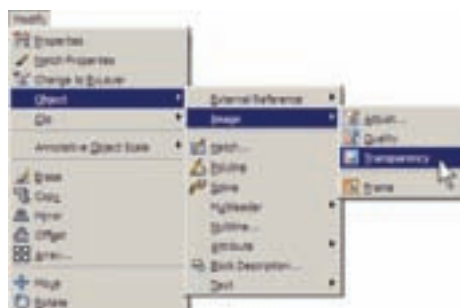 Modify
Properties
Match Properties
Change to ByLayer
Object
Clip
Annotative Object Scale
Erase
Copy
Mirror
Offset
Array...
Move
Rotate
External Reference
Image
Hatch...
Polyline
Spline
Multileader
Multiline...
Attribute
Block Description...
Text
Adjust...
Quality
Transparency
Frame